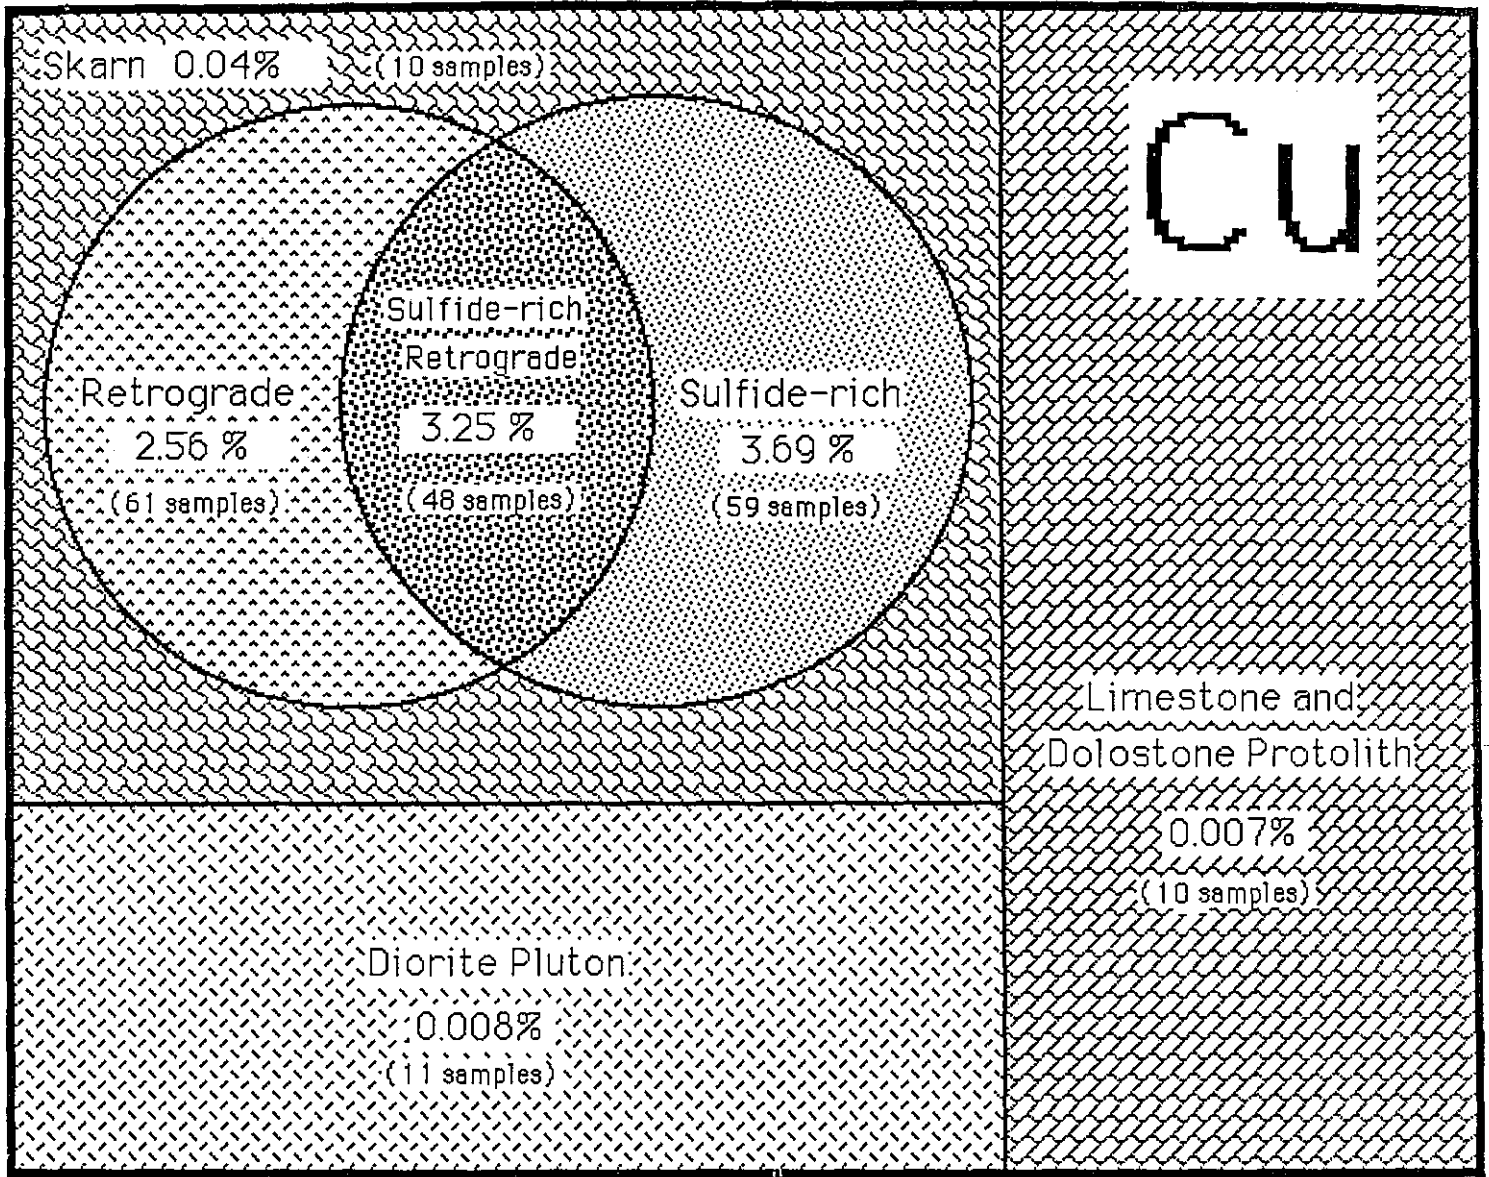 Skarn 0.04% (10 samples)
Cu
Sulfide-rich
Retrograde
3.25 %
(48 samples)
Retrograde
2.56 %
(61 samples)
Sulfide-rich
3.69 %
(59 samples)
Limestone and
Dolostone Protolith
0.007%
(10 samples)
Diorite Pluton
0.008%
(11 samples)